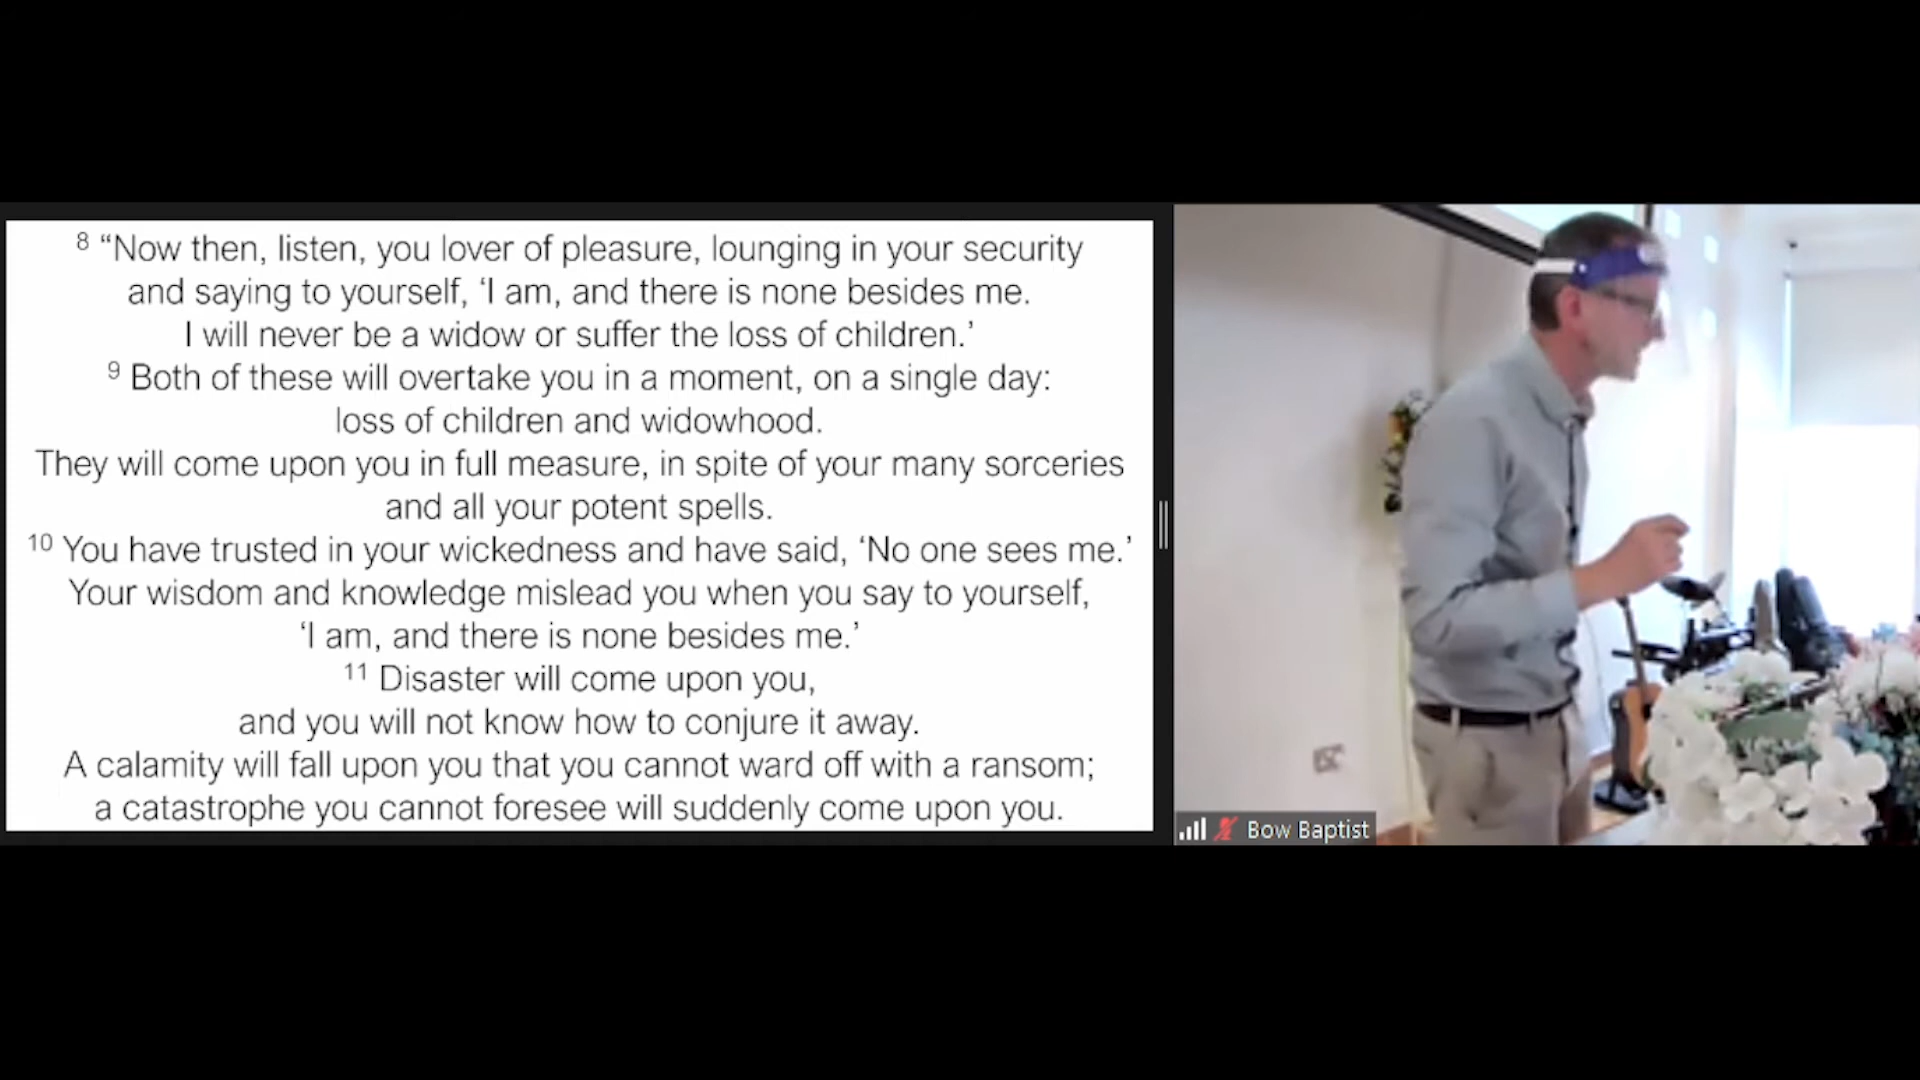 8 “Now then, listen, you lover of pleasure, lounging in your security
and saying to yourself, ‘I am, and there is none besides me.
I will never be a widow or suffer the loss of children.’
9 Both of these will overtake you in a moment, on a single day:
loss of children and widowhood.
They will come upon you in full measure, in spite of your many sorceries
and all your potent spells.
10 You have trusted in your wickedness and have said, ‘No one sees me.’
Your wisdom and knowledge mislead you when you say to yourself,
‘I am, and there is none besides me.’
11 Disaster will come upon you,
and you will not know how to conjure it away.
A calamity will fall upon you that you cannot ward off with a ransom;
a catastrophe you cannot foresee will suddenly come upon you.
Bow Baptist